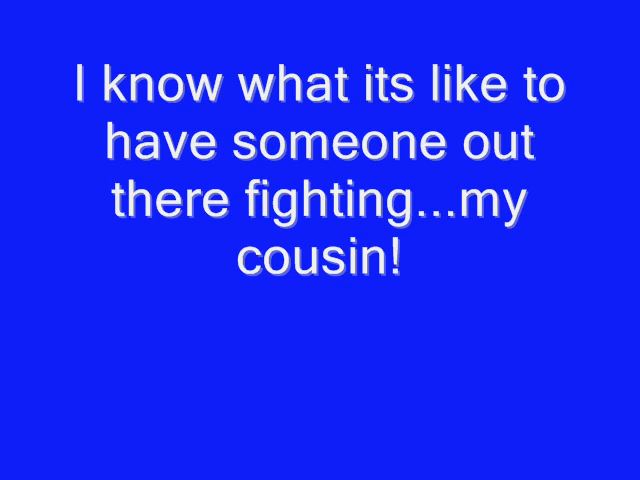 I know what its like to
have someone out
there fighting...my
cousin!